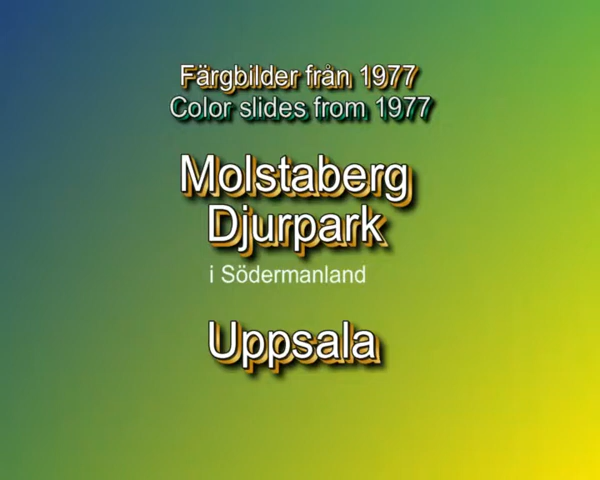 Färgbilder från 1977
Color slides from 1977
Molstaberg
Djurpark
i Södermanland
Uppsala